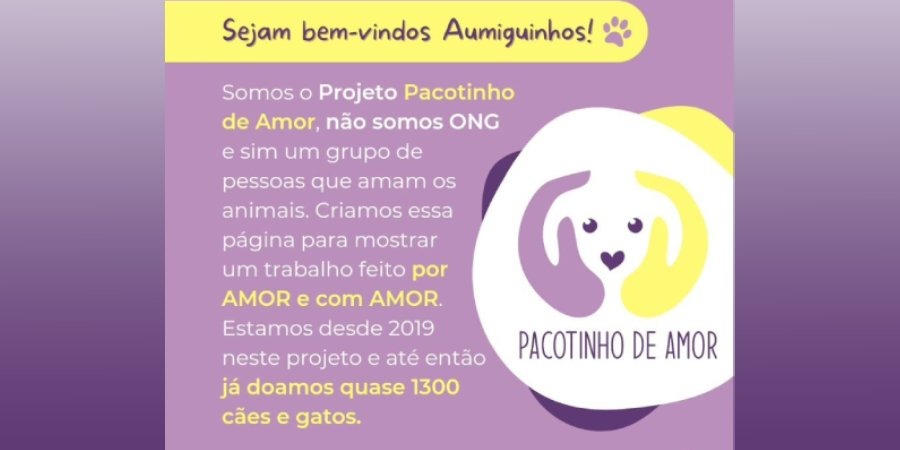 Sejam bem-vindos Aumiguinhos!
Somos o Projeto Pacotinho
de Amor, não somos ONG
e sim um grupo de
pessoas que amam os
animais. Criamos essa
página para mostrar
um trabalho feito por
AMOR e com AMOR.
Estamos desde 2019
neste projeto e até então
já doamos quase 1300
cães e gatos.
PACOTINHO DE AMOR